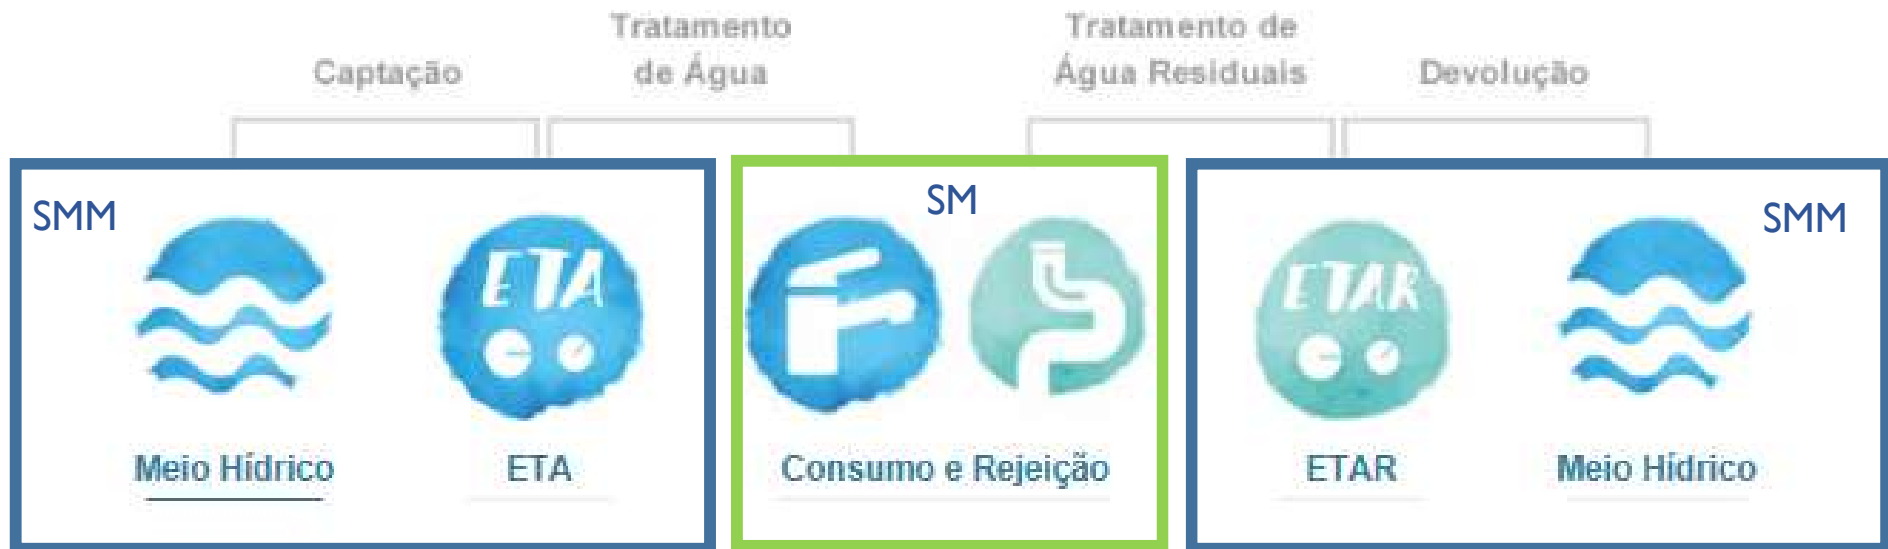 Captação
Tratamento
de Água
Tratamento de
Água Residuais
Devolução
SMM
ETA
SM
ETAR
SMM
Meio Hídrico
ETA
Consumo e Rejeição
ETAR
Meio Hídrico